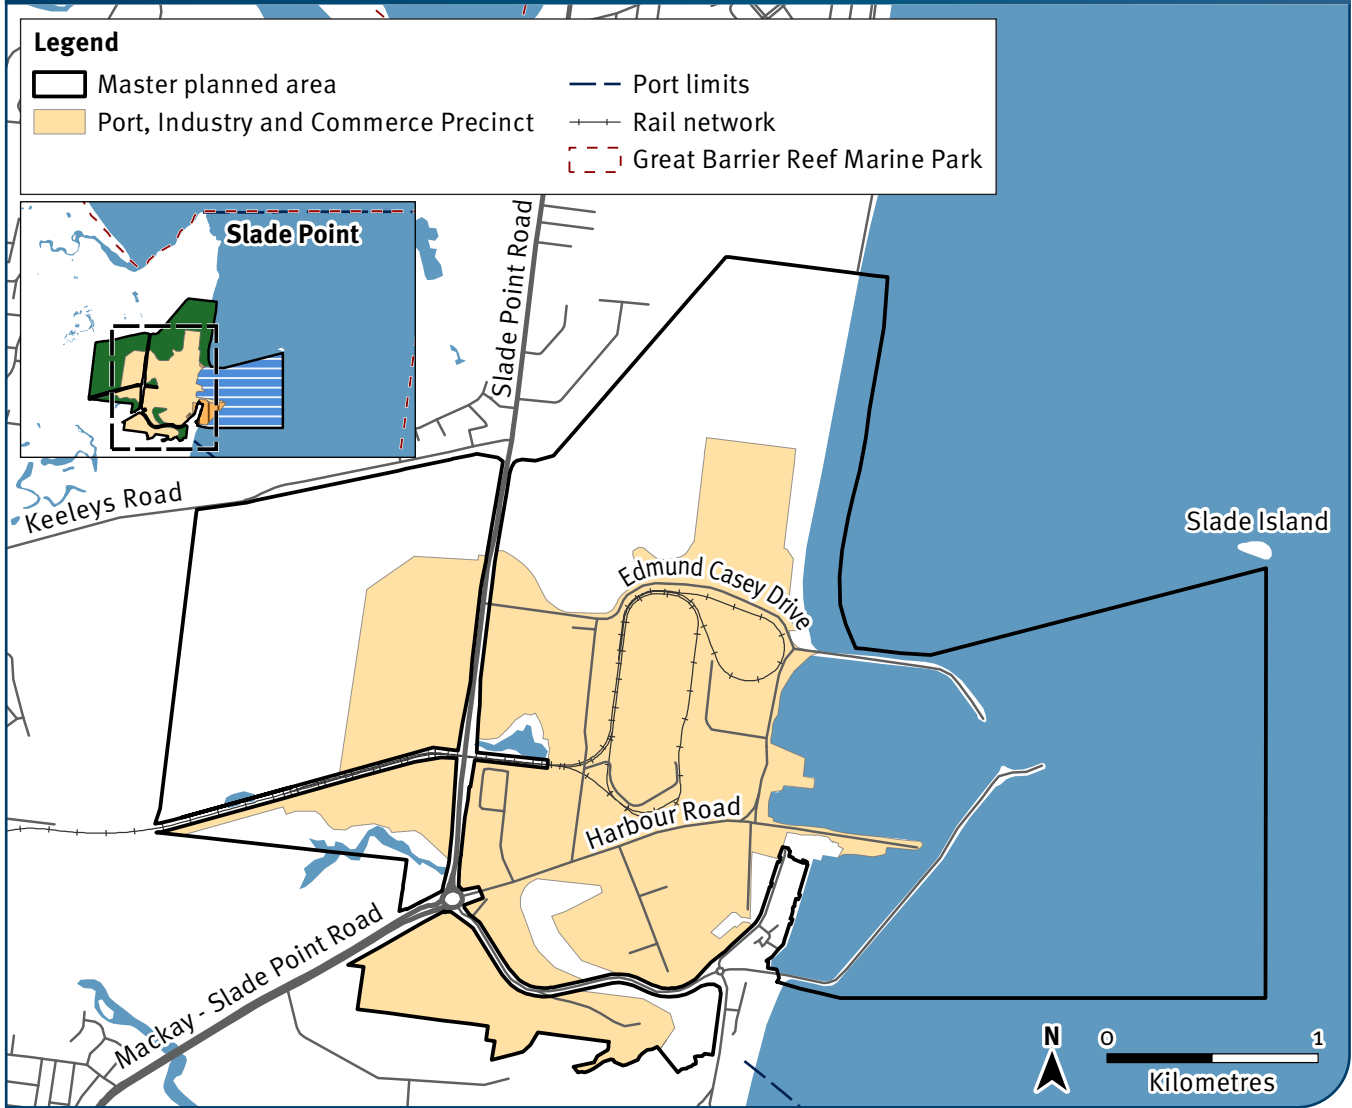 Legend
Master planned area
Port, Industry and Commerce Precinct
Port limits
Rail network
Great Barrier Reef Marine Park
Slade Point
Slade Point Road
Keeleys Road
Slade Island
Edmund Casey Drive
Harbour Road
Mackay - Slade Point Road
N
0 1
Kilometres